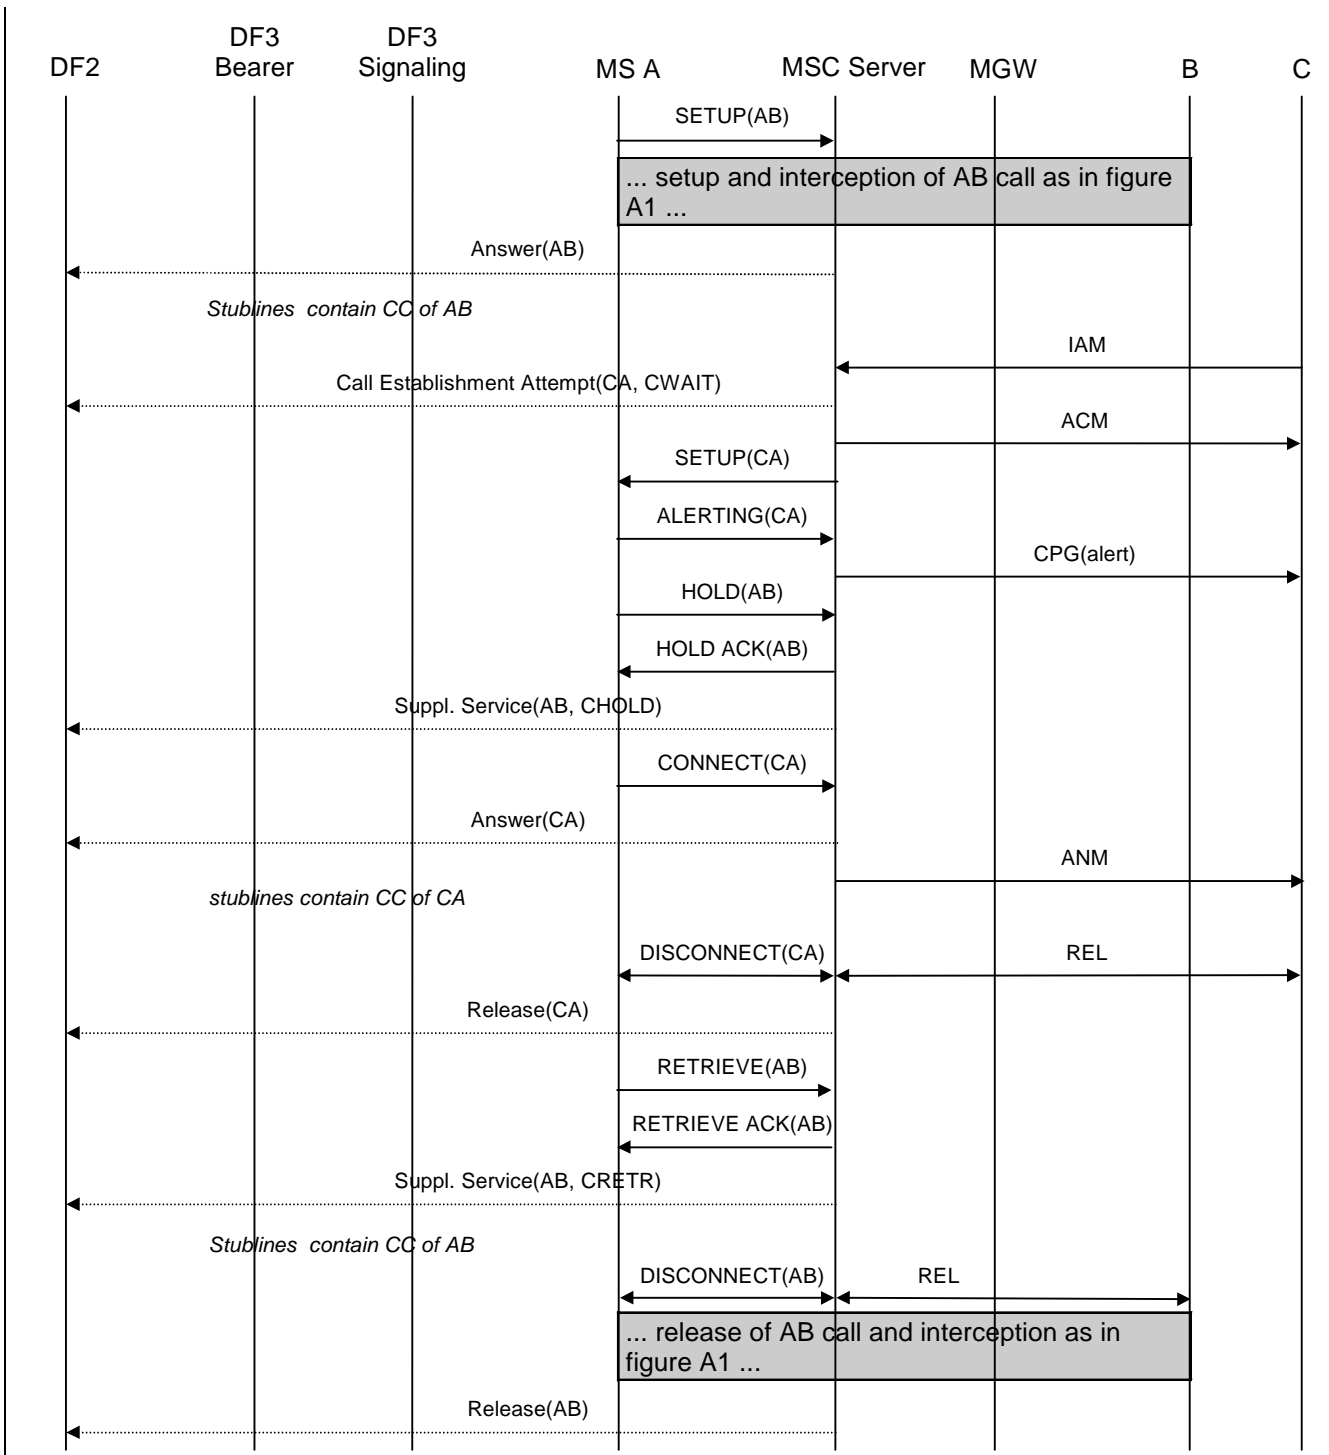 DF2
DF3
Bearer
DF3
Signaling
MS A
MSC Server
MGW
B
C
SETUP(AB)
... setup and interception of AB call as in figure
A1 ...
Answer(AB)
Stublines contain CC of AB
IAM
Call Establishment Attempt(CA, CWAIT)
ACM
SETUP(CA)
ALERTING(CA)
CPG(alert)
HOLD(AB)
HOLD ACK(AB)
Suppl. Service(AB, CHOLD)
CONNECT(CA)
Answer(CA)
ANM
stublines contain CC of CA
DISCONNECT(CA)
REL
Release(CA)
RETRIEVE(AB)
RETRIEVE ACK(AB)
Suppl. Service(AB, CRETR)
Stublines contain CC of AB
DISCONNECT(AB)
REL
... release of AB call and interception as in
figure A1 ...
Release(AB)